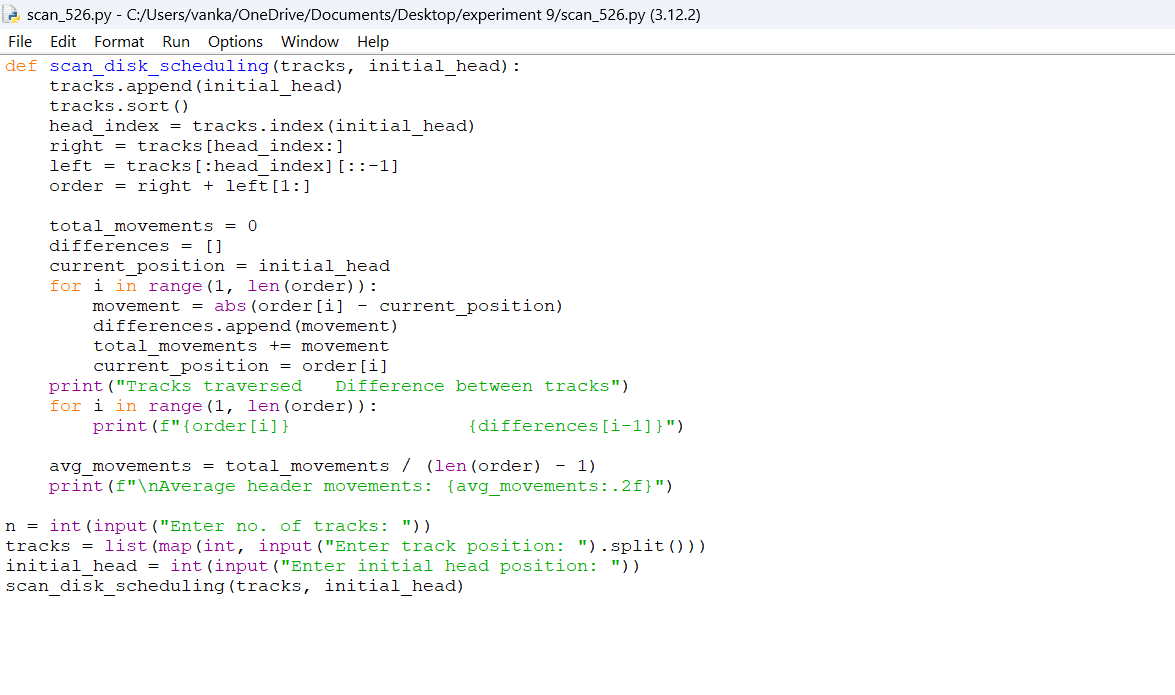 scan_526.py - C:/Users/vanka/OneDrive/Documents/Desktop/experiment 9/scan_526.py (3.12.2)
File Edit Format Run Options Window Help
def scan_disk_scheduling(tracks, initial_head):
    tracks.append(initial_head)
    tracks.sort()
    head_index = tracks.index(initial_head)
    right = tracks[head_index:]
    left = tracks[:head_index][::-1]
    order = right + left[1:]

    total_movements = 0
    differences = []
    current_position = initial_head
    for i in range(1, len(order)):
        movement = abs(order[i] - current_position)
        differences.append(movement)
        total_movements += movement
        current_position = order[i]
    print("Tracks traversed   Difference between tracks")
    for i in range(1, len(order)):
        print(f"{order[i]}                {differences[i-1]}")

    avg_movements = total_movements / (len(order) - 1)
    print(f"\nAverage header movements: {avg_movements:.2f}")

n = int(input("Enter no. of tracks: "))
tracks = list(map(int, input("Enter track position: ").split()))
initial_head = int(input("Enter initial head position: "))
scan_disk_scheduling(tracks, initial_head)